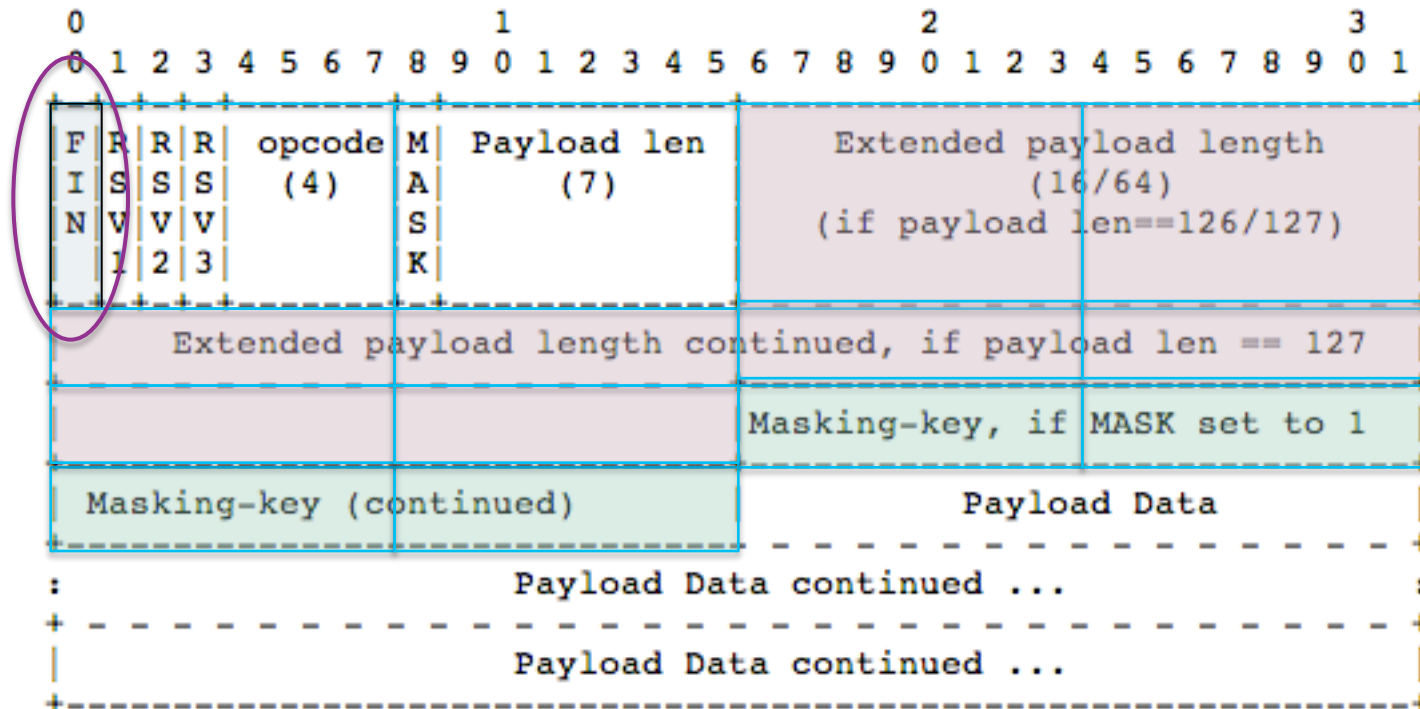 0 1 2 3
0 1 2 3 4 5 6 7 8 9 0 1 2 3 4 5 6 7 8 9 0 1 2 3 4 5 6 7 8 9 0 1
+-+-+-+-+-------+-+-------------+-------------------------------+
|F|R|R|R| opcode|M| Payload len | Extended payload length |
|I|S|S|S| (4) |A| (7) | (16/64) |
|N|V|V|V| |S| | (if payload len==126/127) |
| |1|2|3| |K| | |
+-+-+-+-+-------+-+-------------+ - - - - - - - - - - - - - - - +
| Extended payload length continued, if payload len == 127 |
+ - - - - - - - - - - - - - - - +-------------------------------+
| |Masking-key, if MASK set to 1 |
+-------------------------------+-------------------------------+
| Masking-key (continued) | Payload Data |
+-------------------------------- - - - - - - - - - - - - - - - +
: Payload Data continued ... :
+ - - - - - - - - - - - - - - - - - - - - - - - - - - - - - - - +
| Payload Data continued ... |
+---------------------------------------------------------------+